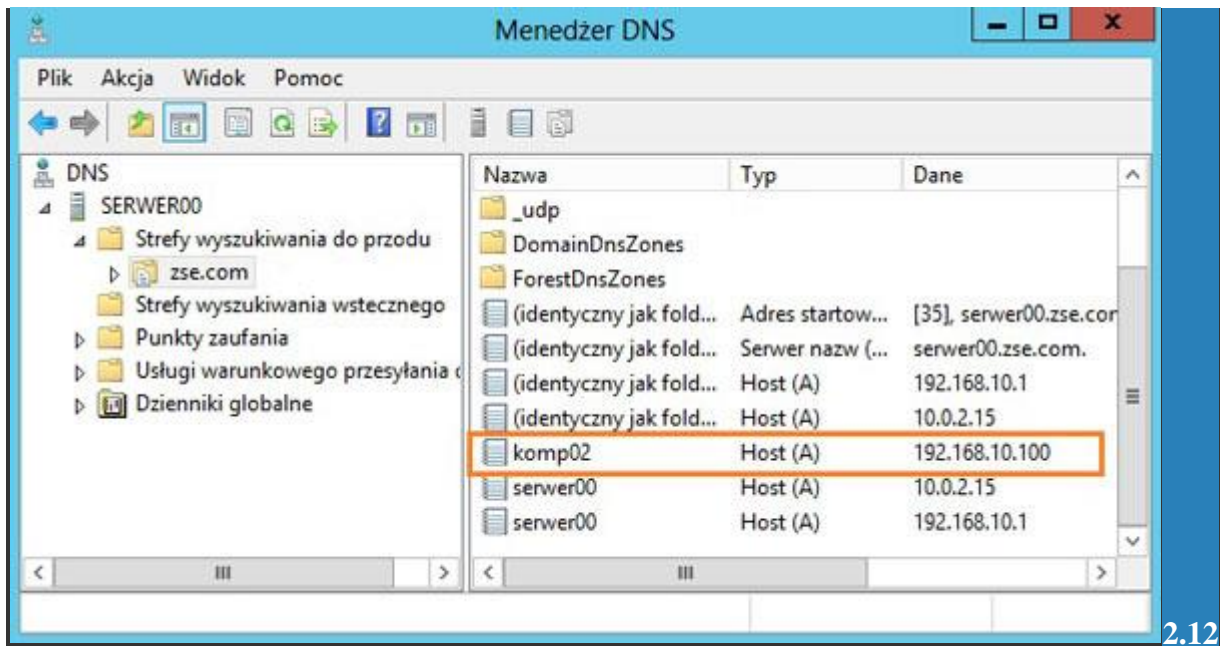 Menedżer DNS
Plik Akcja Widok Pomoc
DNS
SERWER00
Strefy wyszukiwania do przodu
zse.com
Strefy wyszukiwania wstecznego
Punkty zaufania
Usługi warunkowego przesyłania
Dzienniki globalne
Nazwa Typ Dane
_udp
DomainDnsZones
ForestDnsZones
(identyczny jak fold... Adres startow... [35], serwer00.zse.cor
(identyczny jak fold... Serwer nazw (... serwer00.zse.com.
(identyczny jak fold... Host (A) 192.168.10.1
(identyczny jak fold... Host (A) 10.0.2.15
komp02 Host (A) 192.168.10.100
serwer00 Host (A) 10.0.2.15
serwer00 Host (A) 192.168.10.1
2.12